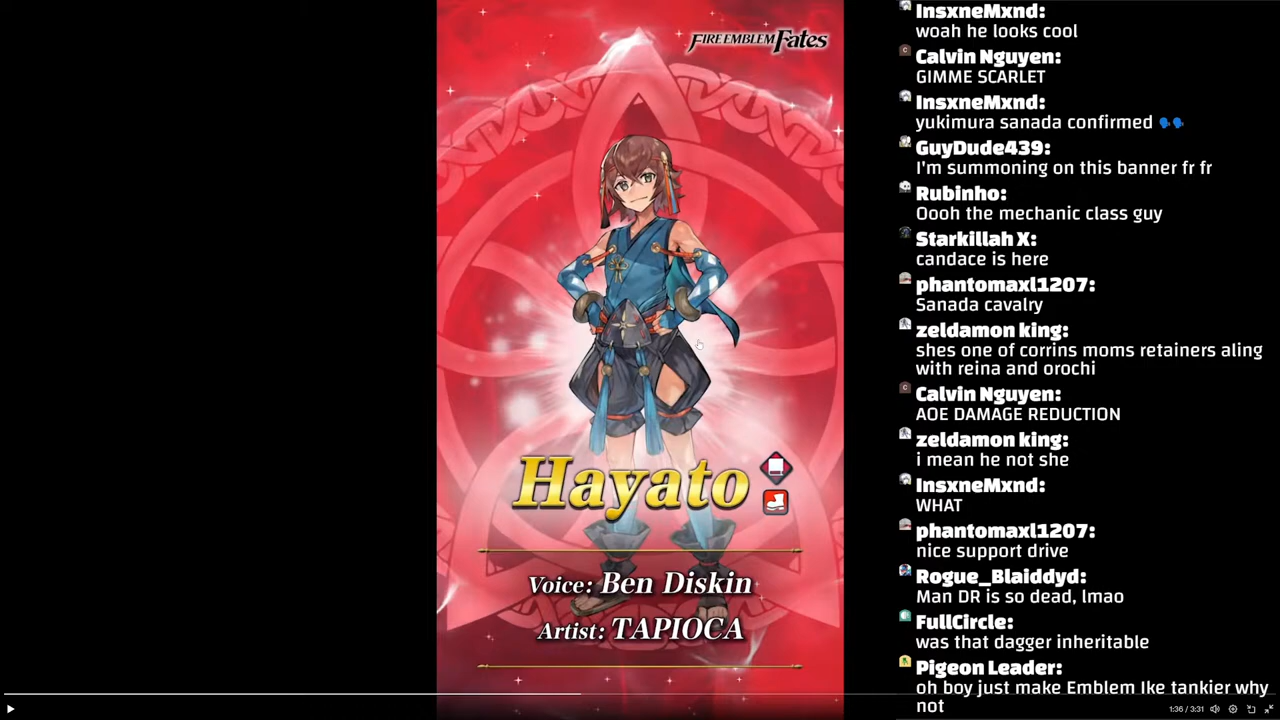 FIRE EMBLEM Fates
Hayato
Voice: Ben Diskin
Artist: TAPIOCA
InsxneMxnd:
woah he looks cool
Calvin Nguyen:
GIMME SCARLET
InsxneMxnd:
yukimura sanada confirmed
GuyDude439:
I'm summoning on this banner fr fr
Rubinho:
Oooh the mechanic class guy
Starkillah X:
candace is here
phantomaxl1207:
Sanada cavalry
zeldamon king:
shes one of corrins moms retainers aling
with reina and orochi
Calvin Nguyen:
AOE DAMAGE REDUCTION
zeldamon king:
i mean he not she
InsxneMxnd:
WHAT
phantomaxl1207:
nice support drive
Rogue_Blaiddyd:
Man DR is so dead, lmao
FullCircle:
was that dagger inheritable
Pigeon Leader:
oh boy just make Emblem Ike tankier why
not
1:36 / 3:31